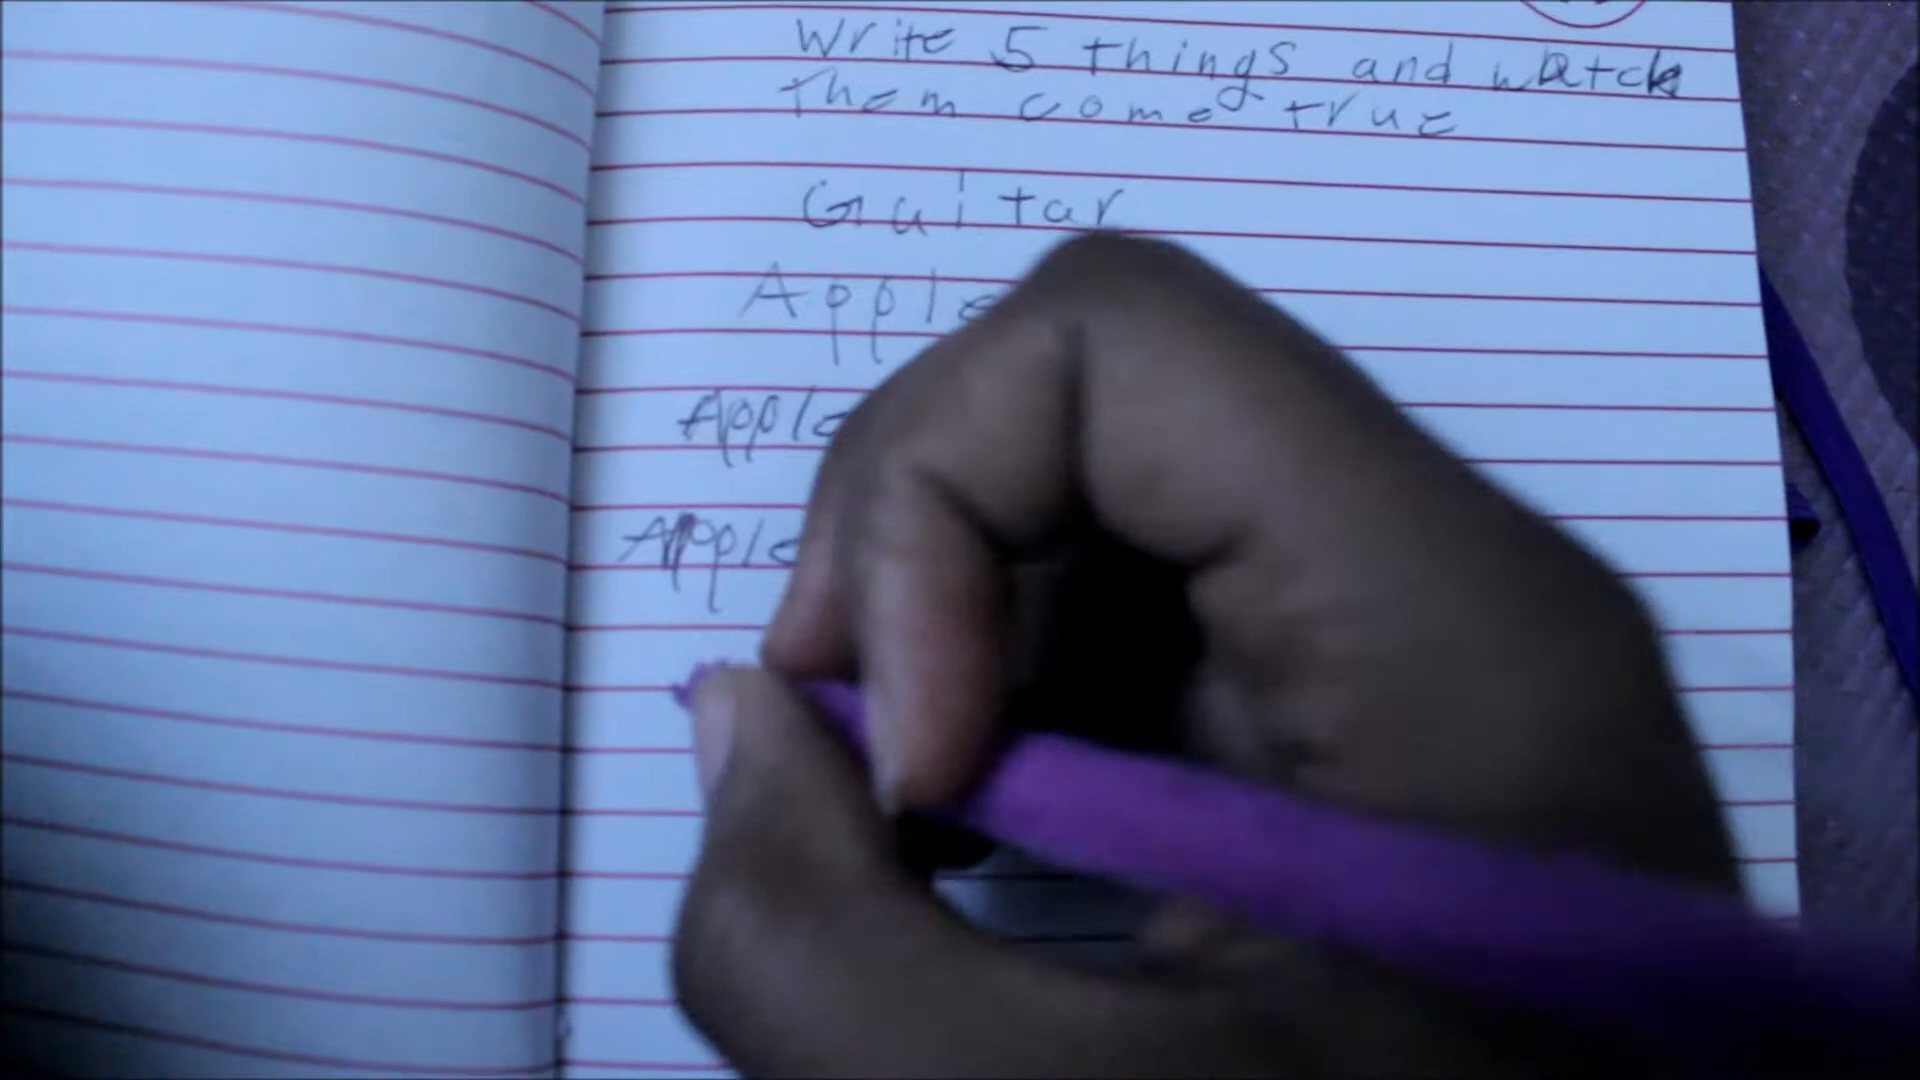 Write 5 things and watch
them come true
Guitar
Apple
Apple
Apple